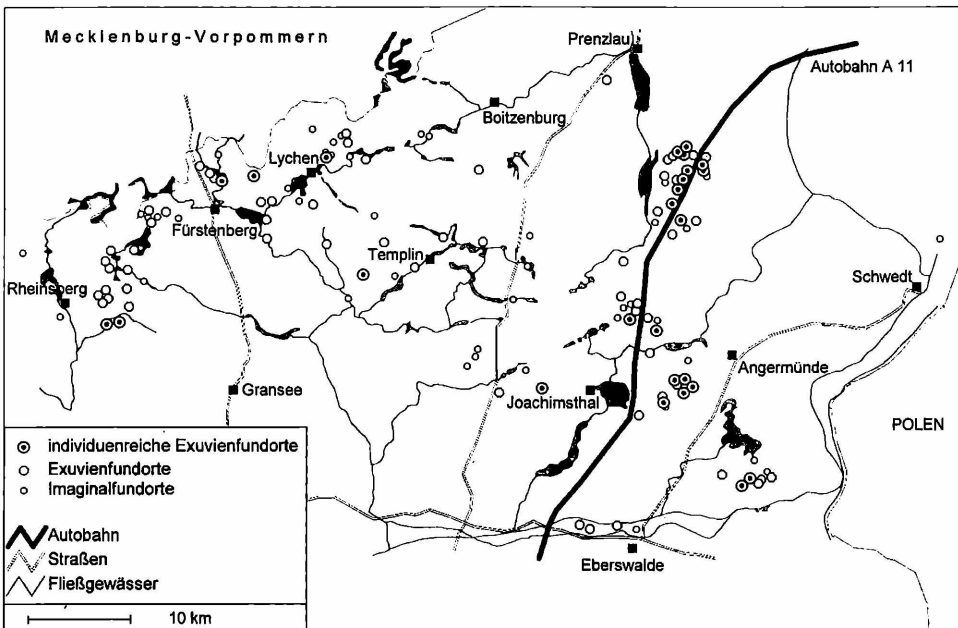 Mecklenburg-Vorpommern
Prenzlau
Autobahn A 11
Boitzenburg
Lychen
Fürstenberg
Templin
Rheinsberg
Schwedt
Angermünde
Gransee
Joachimsthal
POLEN
individuenreiche Exuvienfundorte
Exuvienfundorte
Imaginalfundorte
Autobahn
Straßen
Fließgewässer
Eberswalde
10 km